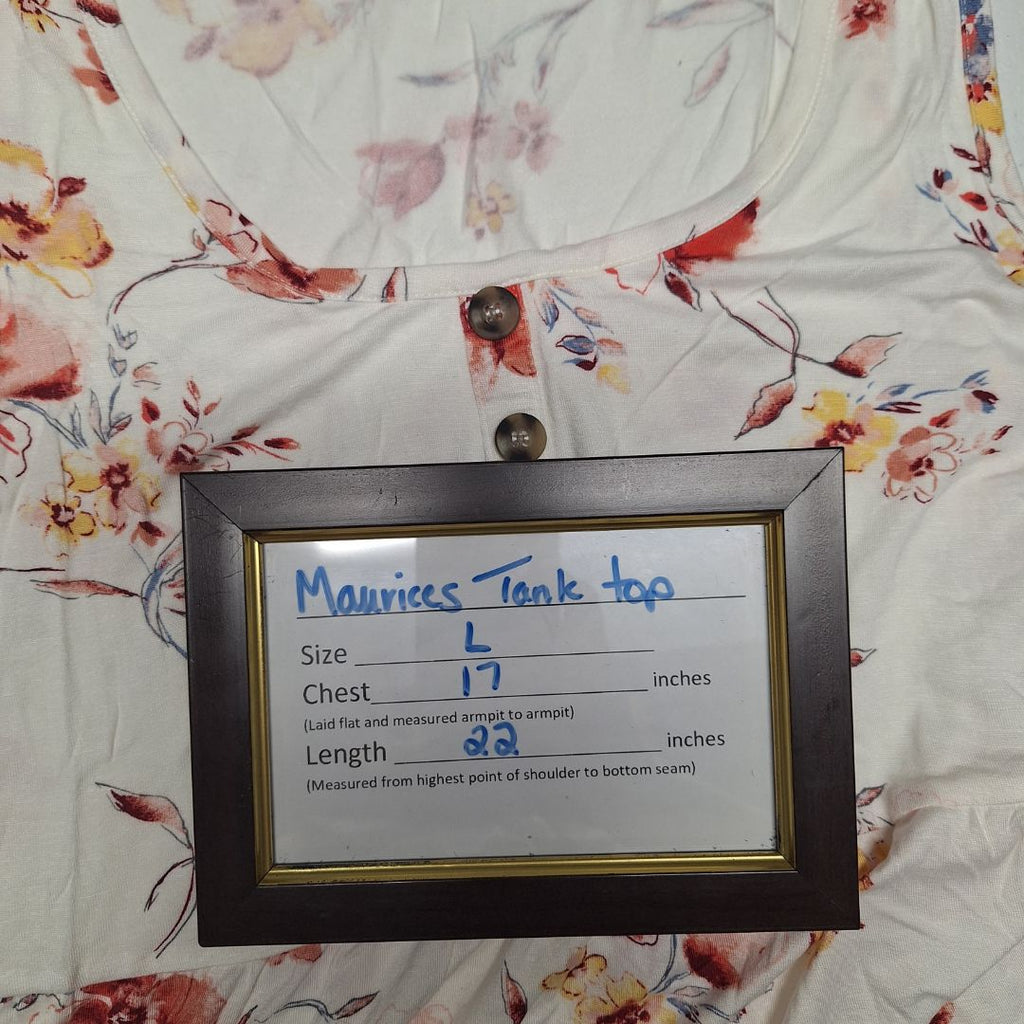 Maurices Tank top
Size L
Chest 17 inches
(Laid flat and measured armpit to armpit)
Length 22 inches
(Measured from highest point of shoulder to bottom seam)